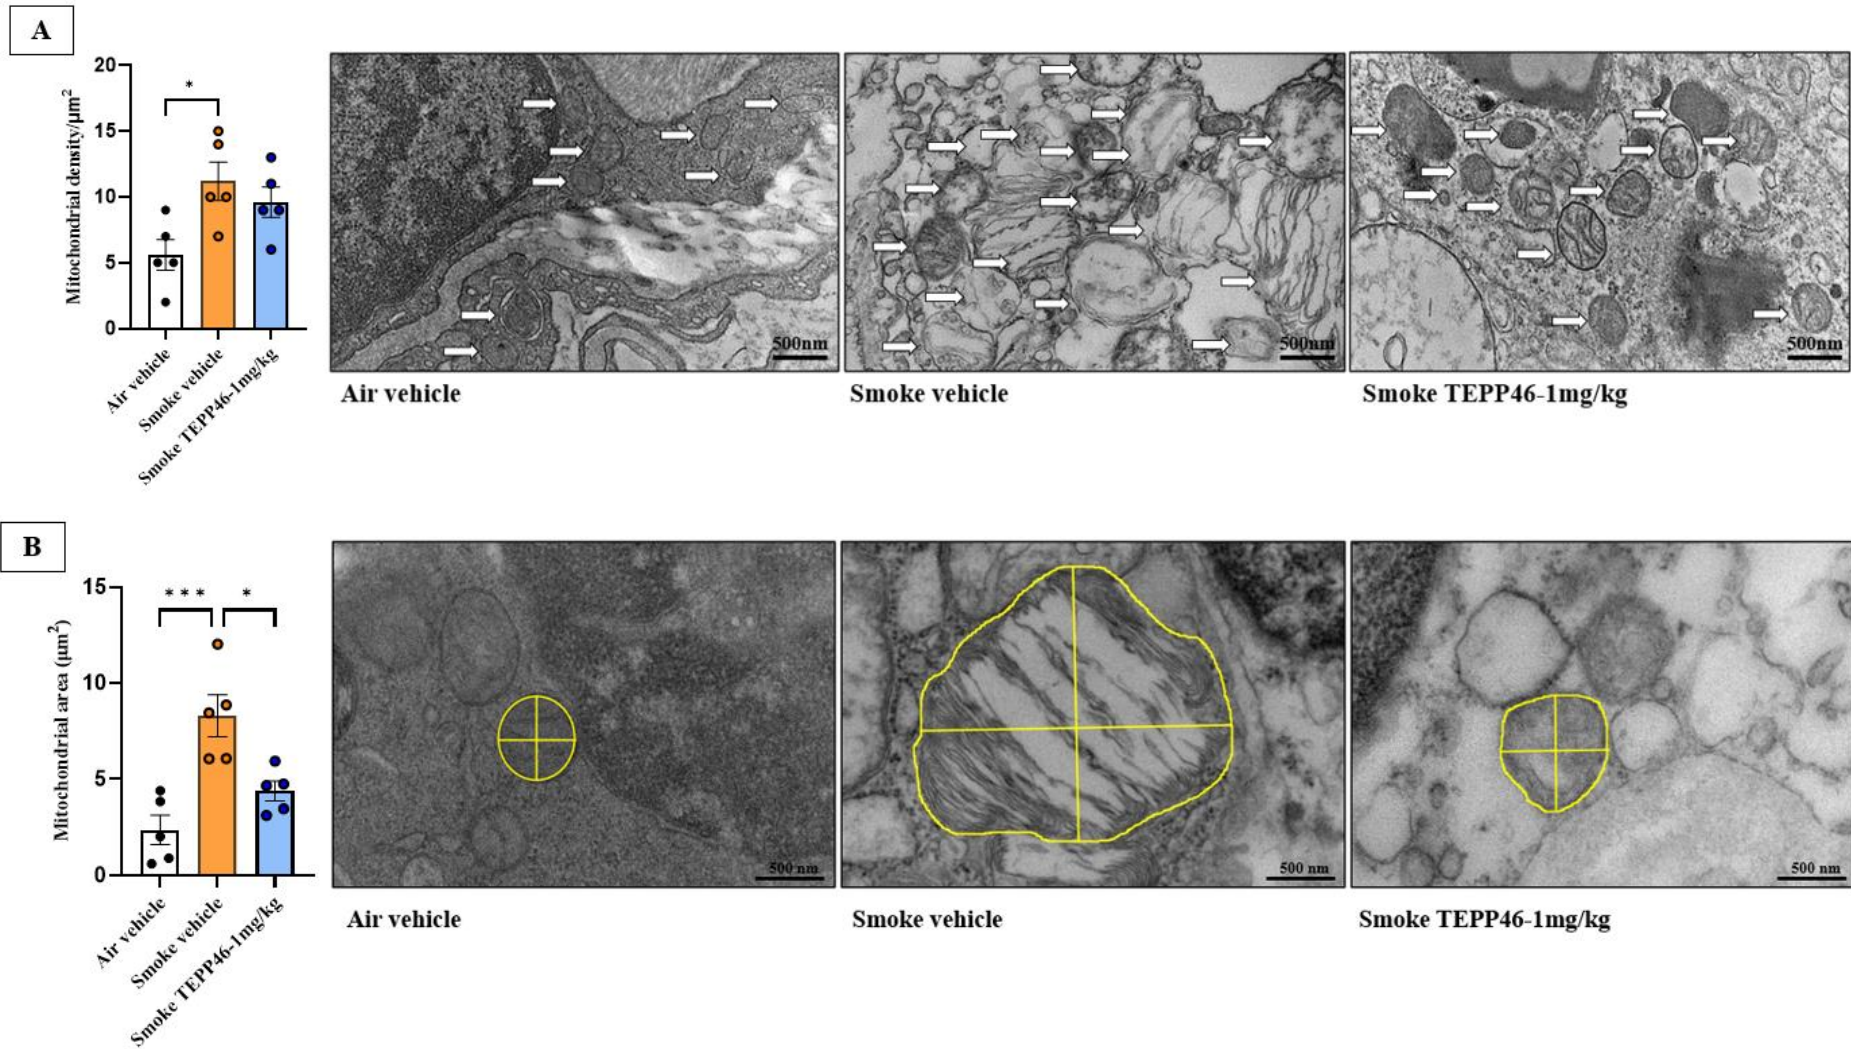 A
Mitochondrial density/µm²
20
15
10
5
0
*
Air vehicle
Smoke vehicle
Smoke TEPP46-1mg/kg
500nm
500nm
500nm
Air vehicle
Smoke vehicle
Smoke TEPP46-1mg/kg
B
Mitochondrial area (µm²)
15
10
5
0
***
*
Air vehicle
Smoke vehicle
Smoke TEPP46-1mg/kg
500 nm
500 nm
500 nm
Air vehicle
Smoke vehicle
Smoke TEPP46-1mg/kg